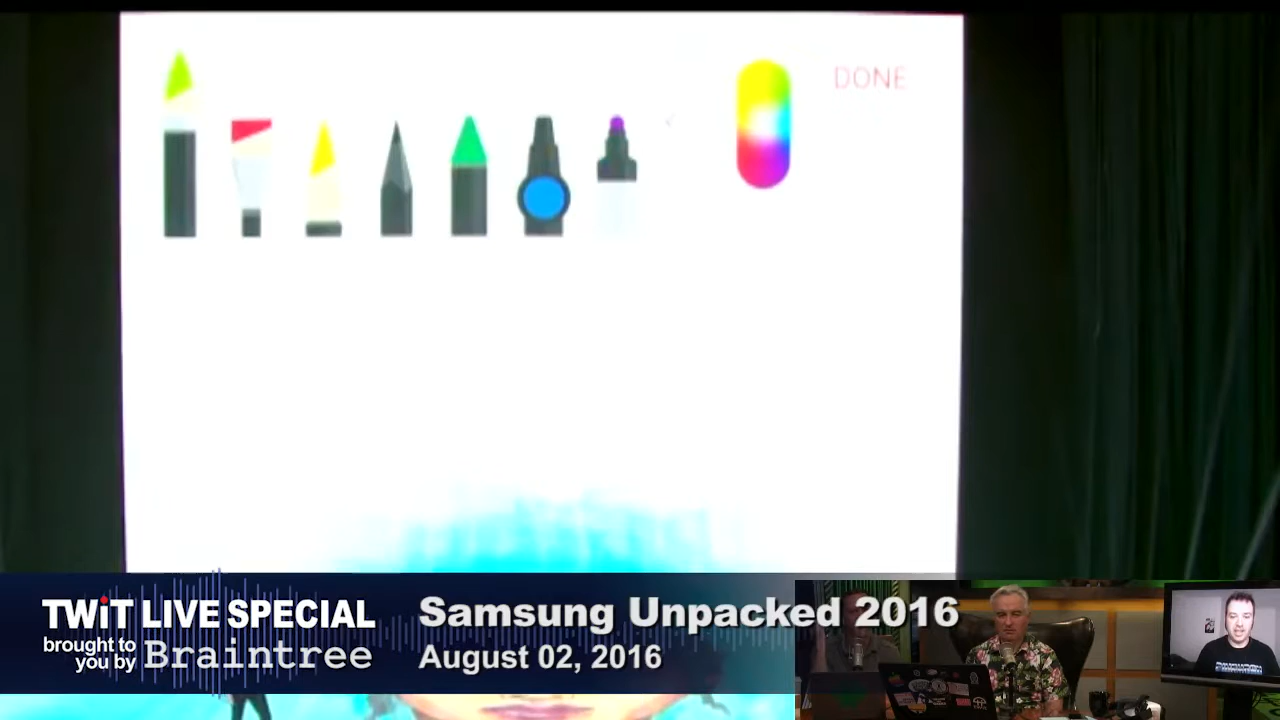 DONE
TWiT LIVE SPECIAL
brought to
you by
Braintree
Samsung Unpacked 2016
August 02, 2016